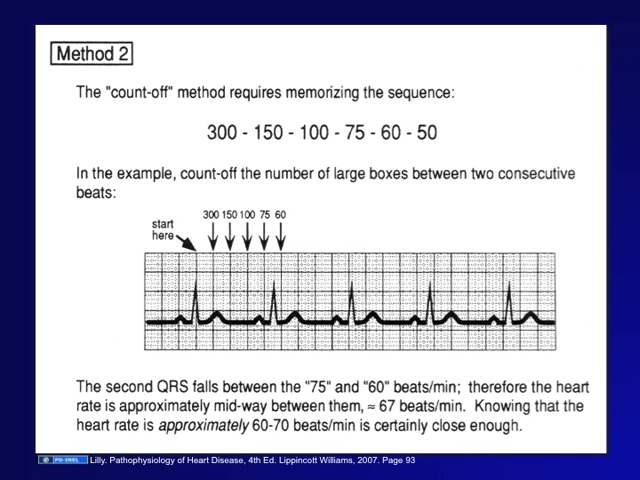 Method 2
The "count-off" method requires memorizing the sequence:
300 - 150 - 100 - 75 - 60 - 50
In the example, count-off the number of large boxes between two consecutive
beats:
start
here
300 150 100 75 60
The second QRS falls between the "75" and "60" beats/min; therefore the heart
rate is approximately mid-way between them, ≈ 67 beats/min. Knowing that the
heart rate is approximately 60-70 beats/min is certainly close enough.
PD-INEL Lilly. Pathophysiology of Heart Disease, 4th Ed. Lippincott Williams, 2007. Page 93